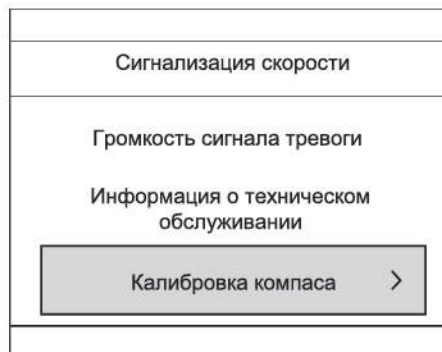 Сигнализация скорости
Громкость сигнала тревоги
Информация о техническом
обслуживании
Калибровка компаса >